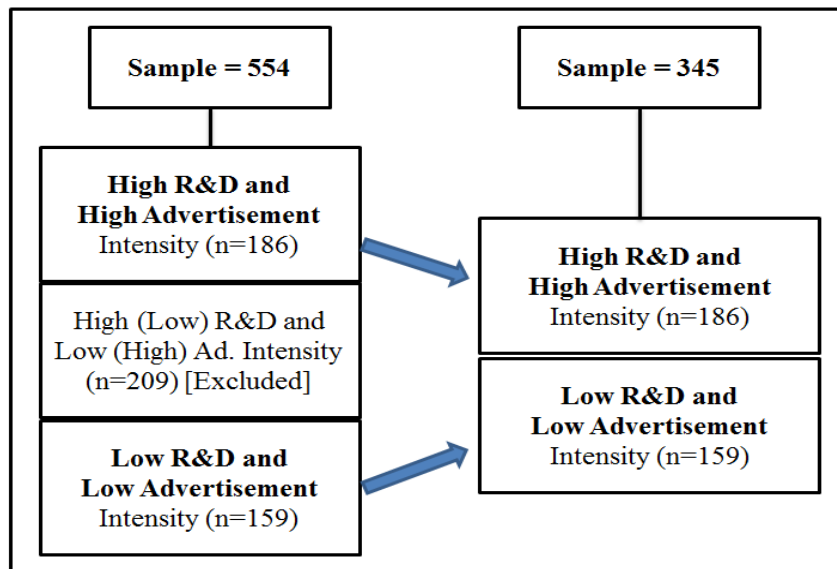 Sample = 554
High R&D and
High Advertisement
Intensity (n=186)
High (Low) R&D and
Low (High) Ad. Intensity
(n=209) [Excluded]
Low R&D and
Low Advertisement
Intensity (n=159)
Sample = 345
High R&D and
High Advertisement
Intensity (n=186)
Low R&D and
Low Advertisement
Intensity (n=159)